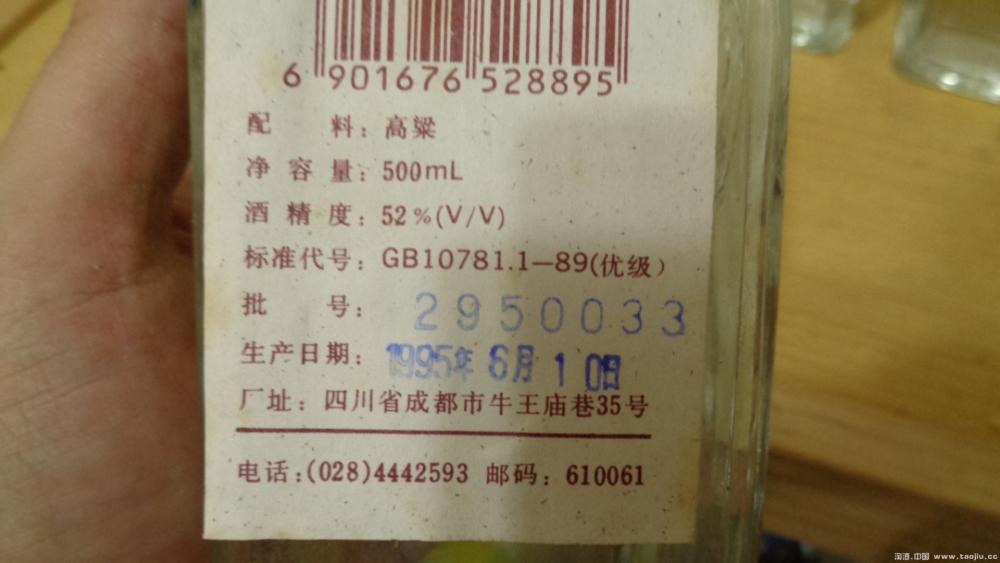 6 901676 528895
配 料：高粱
净容量：500mL
酒精度：52%(V/V)
标准代号：GB10781.1—89(优级)
批 号：2950033
生产日期：1995年6月10日
厂址：四川省成都市牛王庙巷35号
电话：(028)4442593 邮码：610061
淘酒.中国 www.taojiu.cc